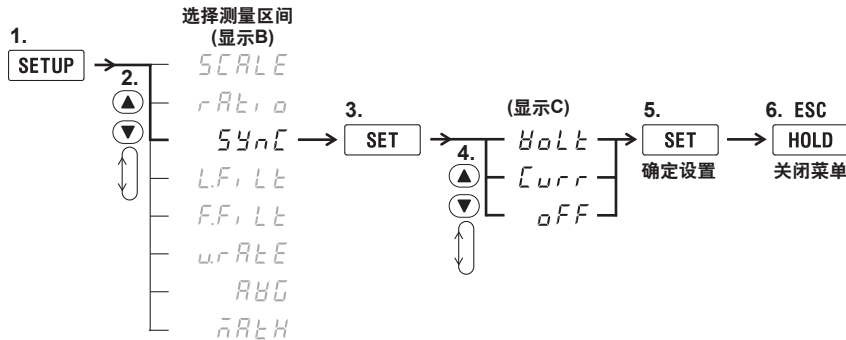 选择测量区间
(显示B)
1.
SETUP
2.
SCALE
rAtio
SYnC
L.FiLt
F.FiLt
u.rAtE
AVG
MAtH
3.
SET
4.
(显示C)
VoLt
Curr
oFF
5.
SET
确定设置
6. ESC
HOLD
关闭菜单